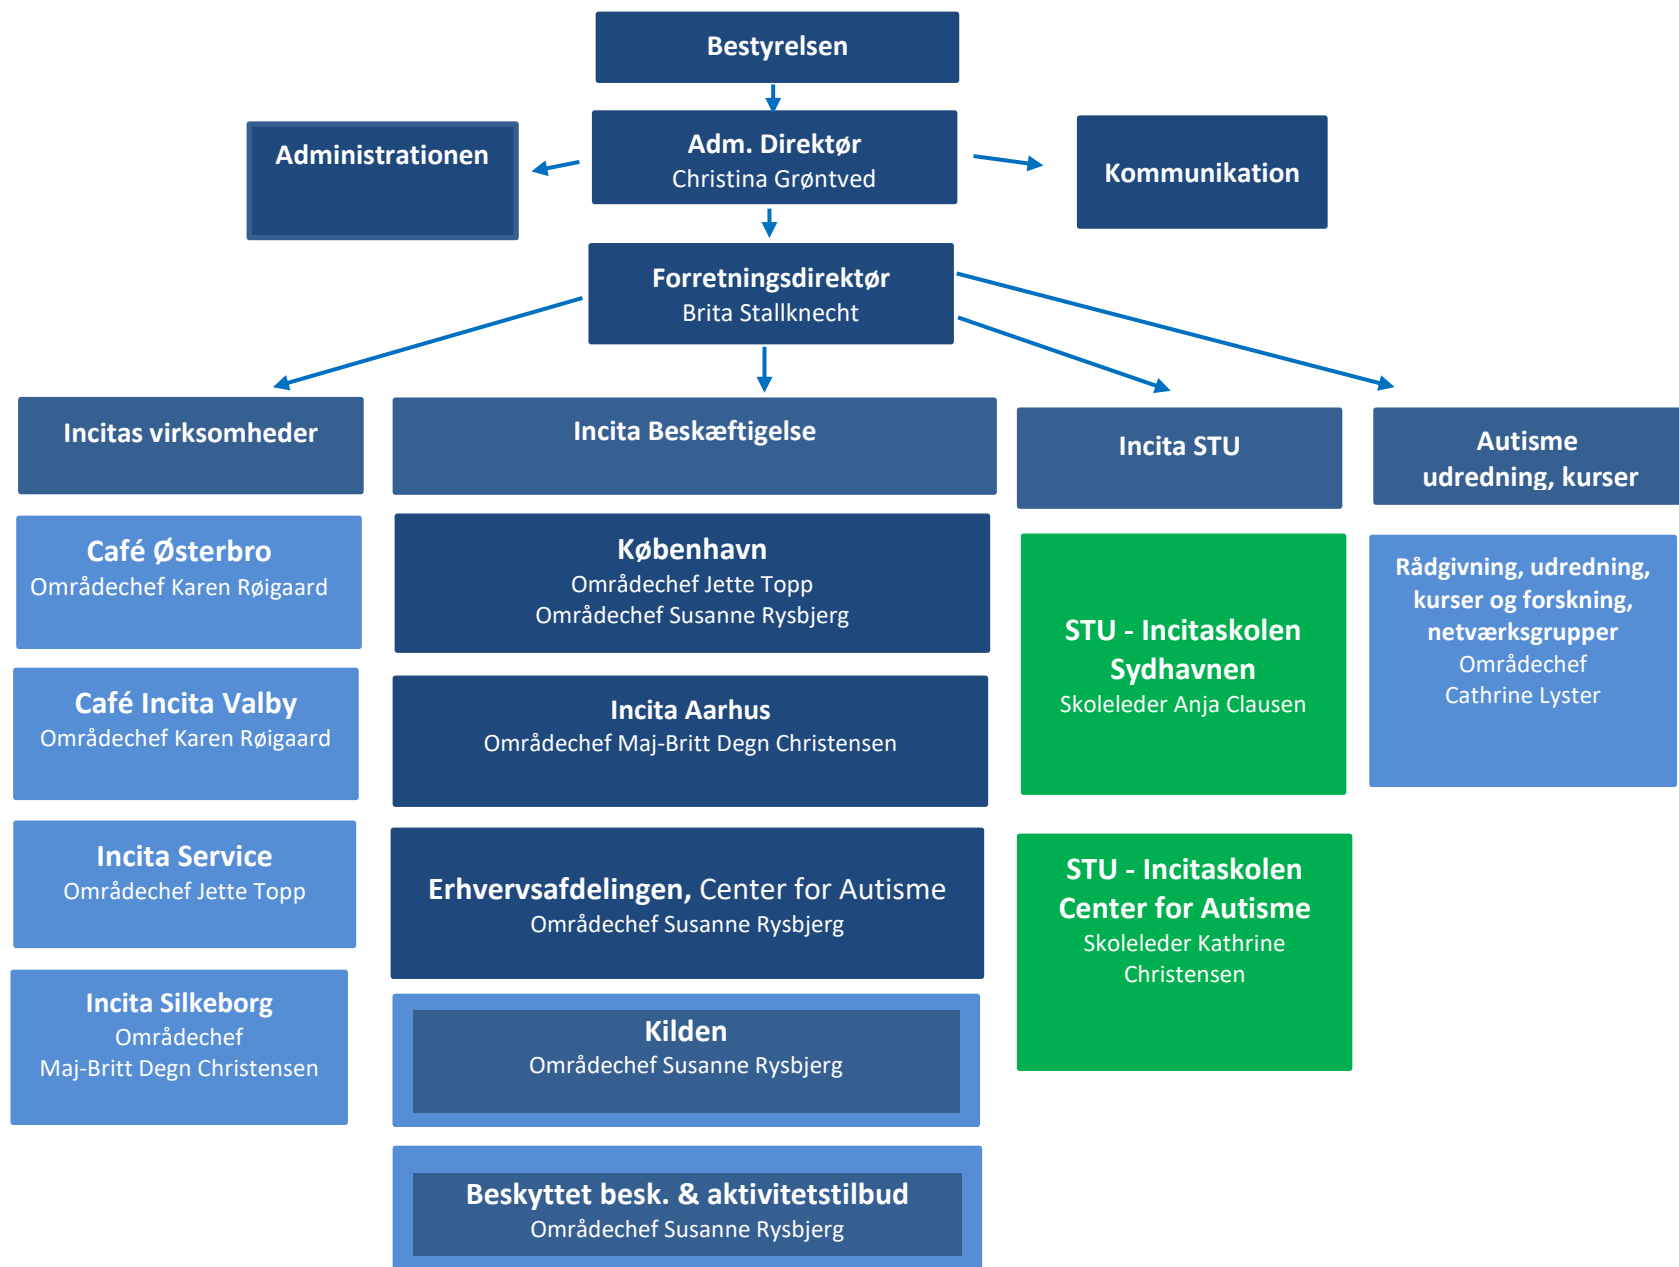 Bestyrelsen
Administrationen
Adm. Direktør
Christina Grøntved
Kommunikation
Forretningsdirektør
Brita Stallknecht
Incitas virksomheder
Café Østerbro
Områdechef Karen Røigaard
Café Incita Valby
Områdechef Karen Røigaard
Incita Service
Områdechef Jette Topp
Incita Silkeborg
Områdechef
Maj-Britt Degn Christensen
Incita Beskæftigelse
København
Områdechef Jette Topp
Områdechef Susanne Rysbjerg
Incita Aarhus
Områdechef Maj-Britt Degn Christensen
Erhvervsafdelingen, Center for Autisme
Områdechef Susanne Rysbjerg
Kilden
Områdechef Susanne Rysbjerg
Beskyttet besk. & aktivitetstilbud
Områdechef Susanne Rysbjerg
Incita STU
STU - Incitaskolen
Sydhavnen
Skoleleder Anja Clausen
STU - Incitaskolen
Center for Autisme
Skoleleder Kathrine
Christensen
Autisme
udredning, kurser
Rådgivning, udredning,
kurser og forskning,
netværksgrupper
Områdechef
Cathrine Lyster